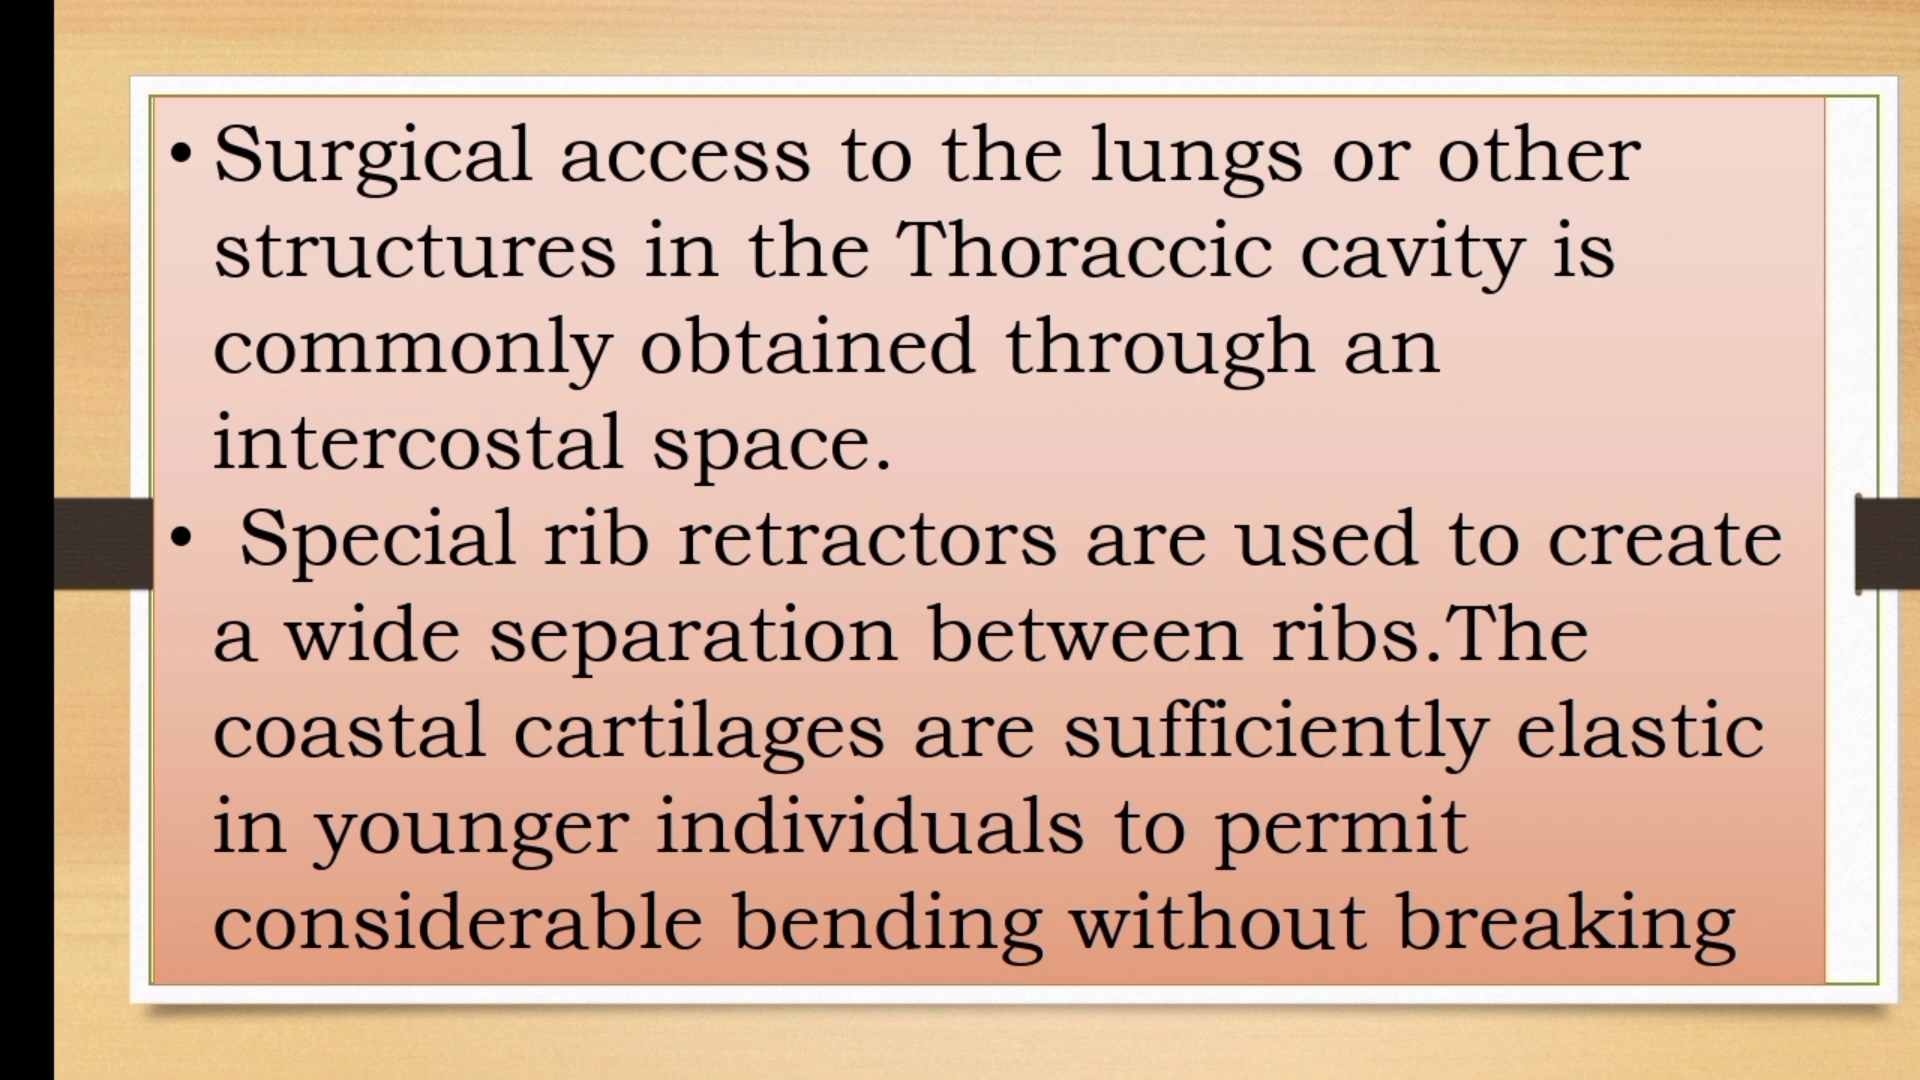 • Surgical access to the lungs or other
structures in the Thoraccic cavity is
commonly obtained through an
intercostal space.
• Special rib retractors are used to create
a wide separation between ribs.The
coastal cartilages are sufficiently elastic
in younger individuals to permit
considerable bending without breaking